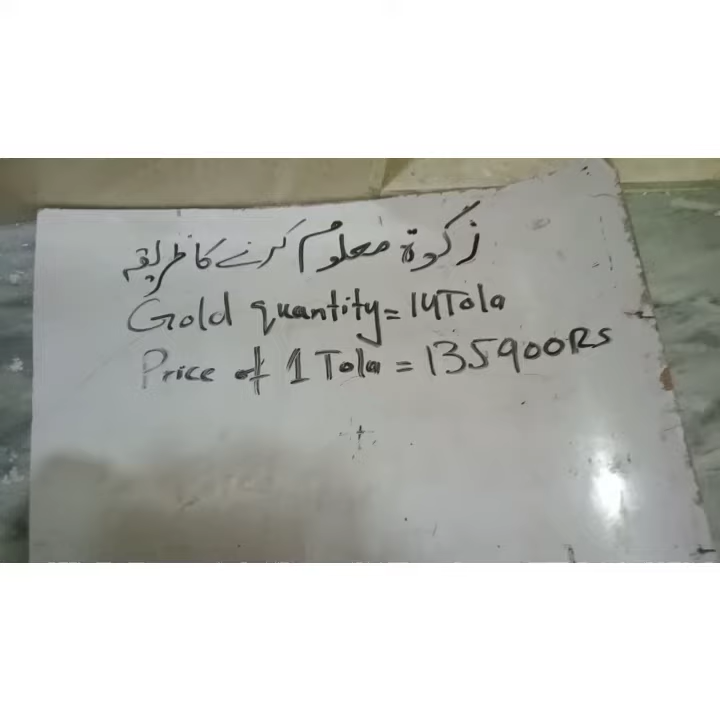 زکوۃ معلوم کرنے کا طریقہ
Gold quantity = 14Tola
Price of 1 Tola = 135900RS